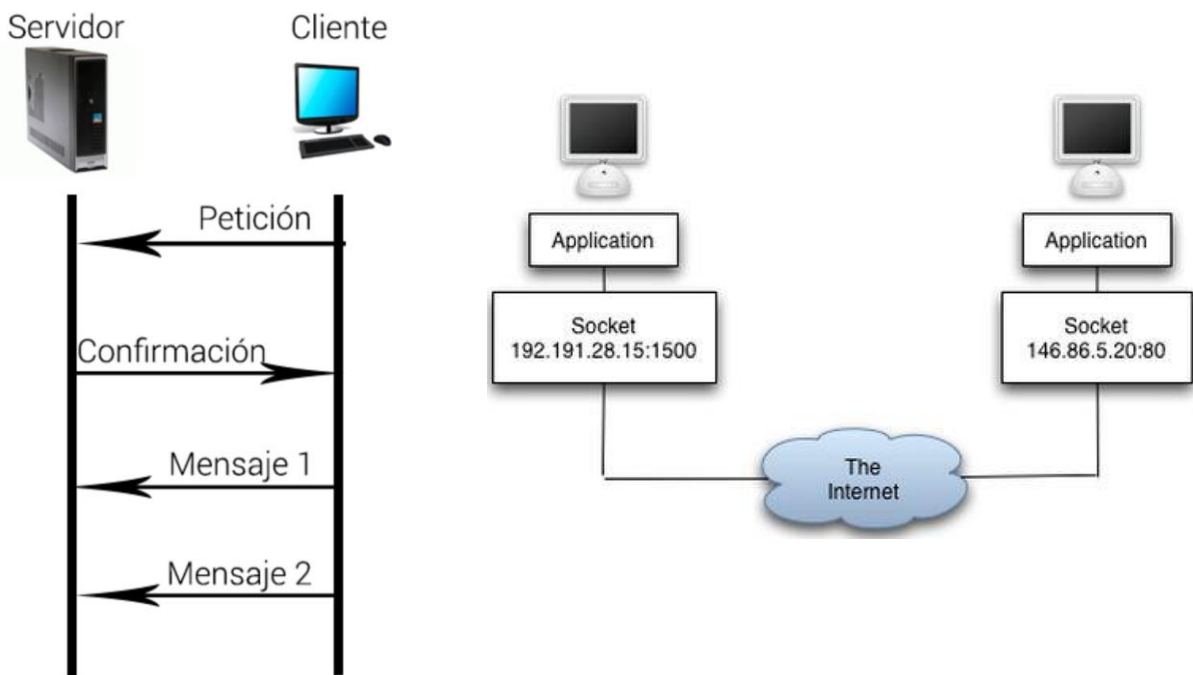 Servidor
Cliente
Petición
Confirmación
Mensaje 1
Mensaje 2
Application
Socket
192.191.28.15:1500
Application
Socket
146.86.5.20:80
The
Internet